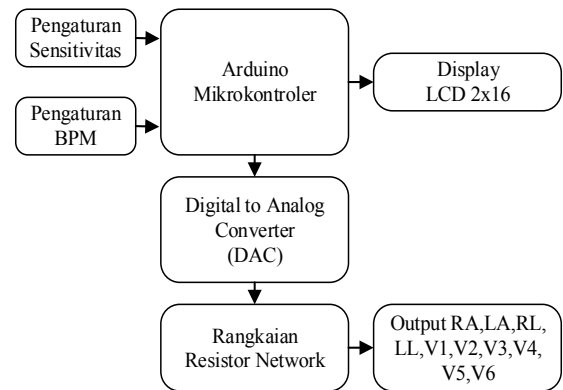 Pengaturan
Sensitivitas
Arduino
Mikrokontroler
Display
LCD 2x16
Pengaturan
BPM
Digital to Analog
Converter
(DAC)
Rangkaian
Resistor Network
Output RA,LA,RL,
LL,V1,V2,V3,V4,
V5,V6